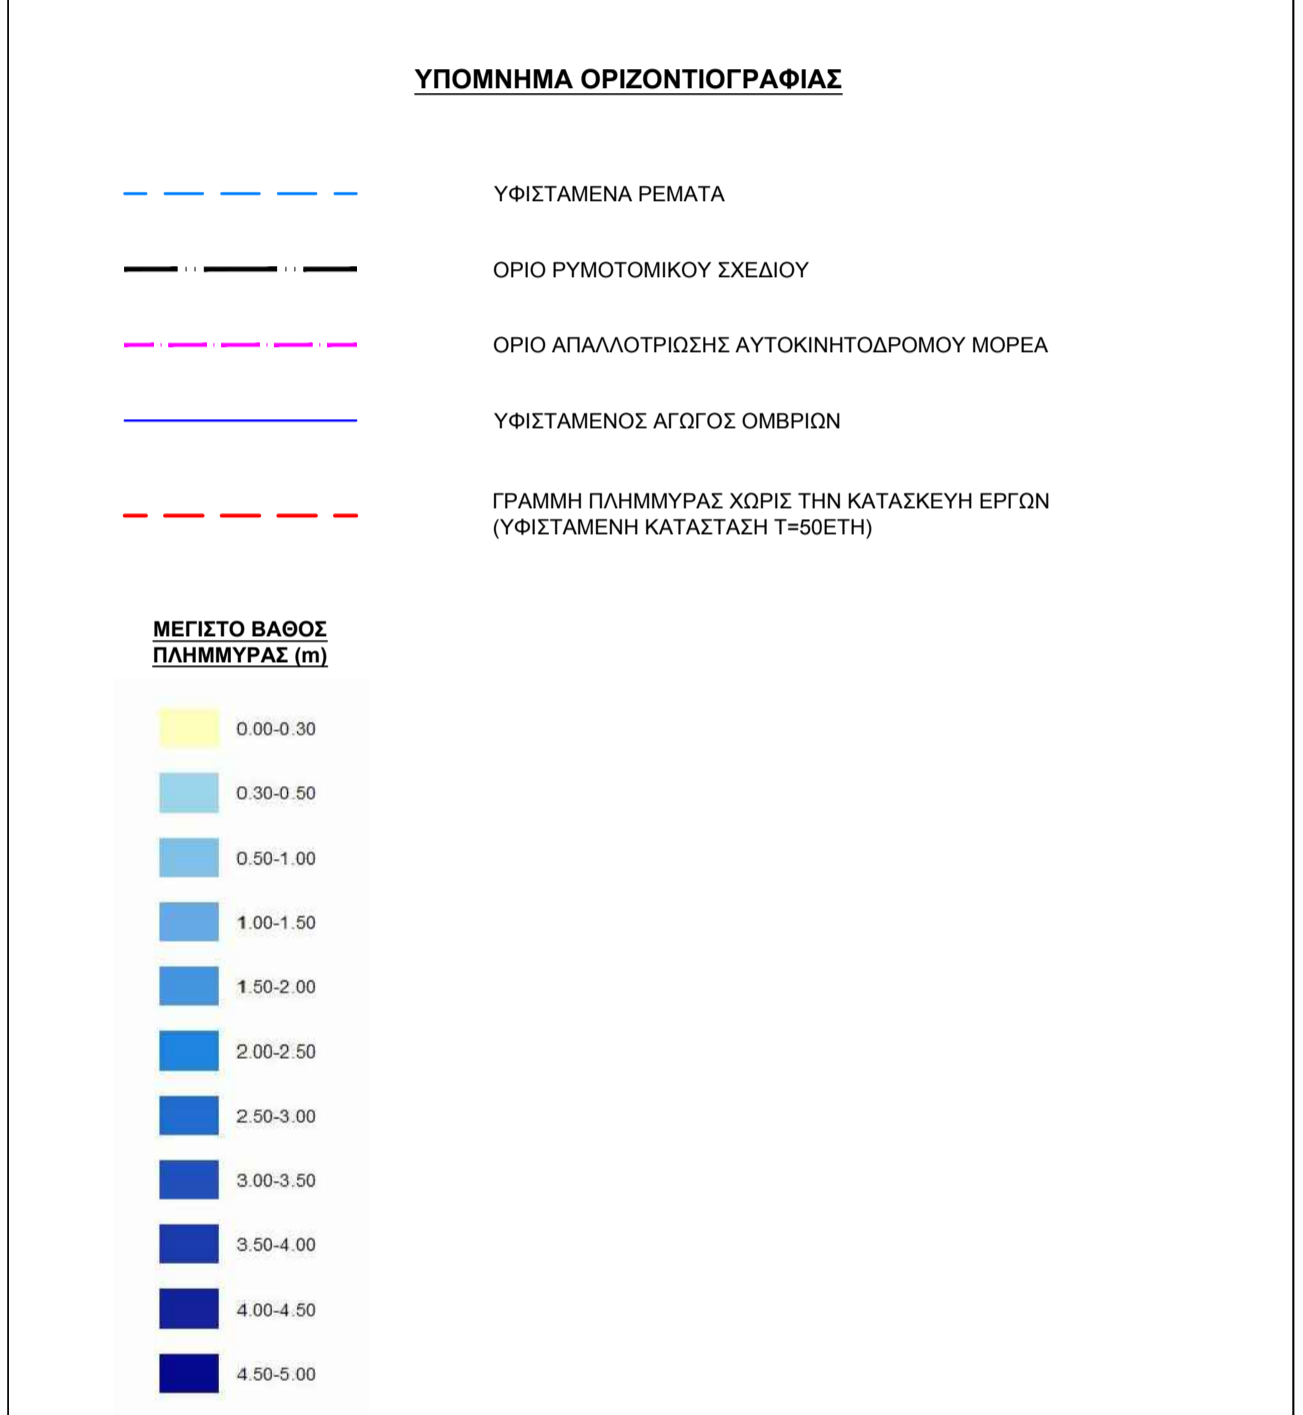 ΥΠΟΜΝΗΜΑ ΟΡΙΖΟΝΤΙΟΓΡΑΦΙΑΣ
ΥΦΙΣΤΑΜΕΝΑ ΡΕΜΑΤΑ
ΟΡΙΟ ΡΥΜΟΤΟΜΙΚΟΥ ΣΧΕΔΙΟΥ
ΟΡΙΟ ΑΠΑΛΛΟΤΡΙΩΣΗΣ ΑΥΤΟΚΙΝΗΤΟΔΡΟΜΟΥ ΜΟΡΕΑ
ΥΦΙΣΤΑΜΕΝΟΣ ΑΓΩΓΟΣ ΟΜΒΡΙΩΝ
ΓΡΑΜΜΗ ΠΛΗΜΜΥΡΑΣ ΧΩΡΙΣ ΤΗΝ ΚΑΤΑΣΚΕΥΗ ΕΡΓΩΝ
(ΥΦΙΣΤΑΜΕΝΗ ΚΑΤΑΣΤΑΣΗ Τ=50ΕΤΗ)
ΜΕΓΙΣΤΟ ΒΑΘΟΣ
ΠΛΗΜΜΥΡΑΣ (m)
0.00-0.30
0.30-0.50
0.50-1.00
1.00-1.50
1.50-2.00
2.00-2.50
2.50-3.00
3.00-3.50
3.50-4.00
4.00-4.50
4.50-5.00